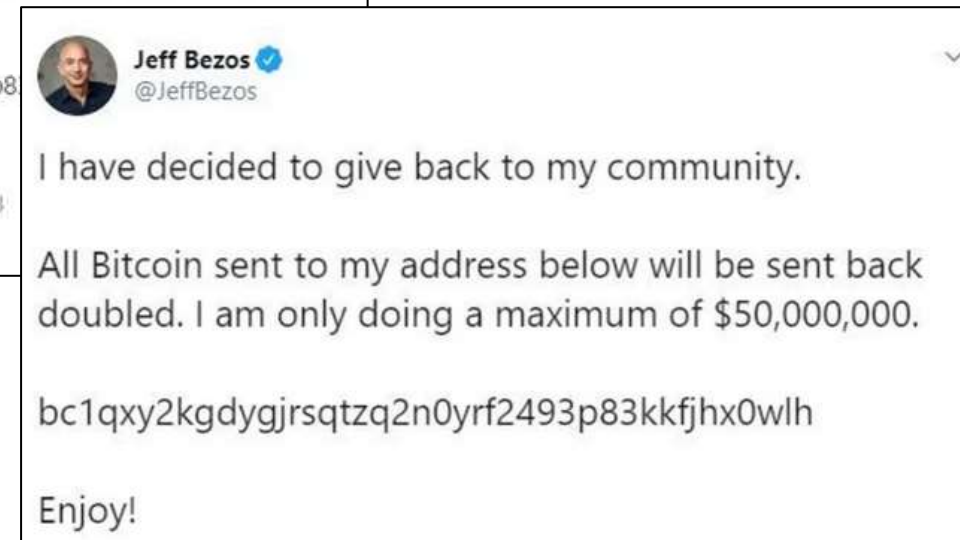 Jeff Bezos
@JeffBezos
I have decided to give back to my community.
All Bitcoin sent to my address below will be sent back
doubled. I am only doing a maximum of $50,000,000.
bc1qxy2kgdygjrsqtzq2n0yrf2493p83kkfjhx0wlh
Enjoy!